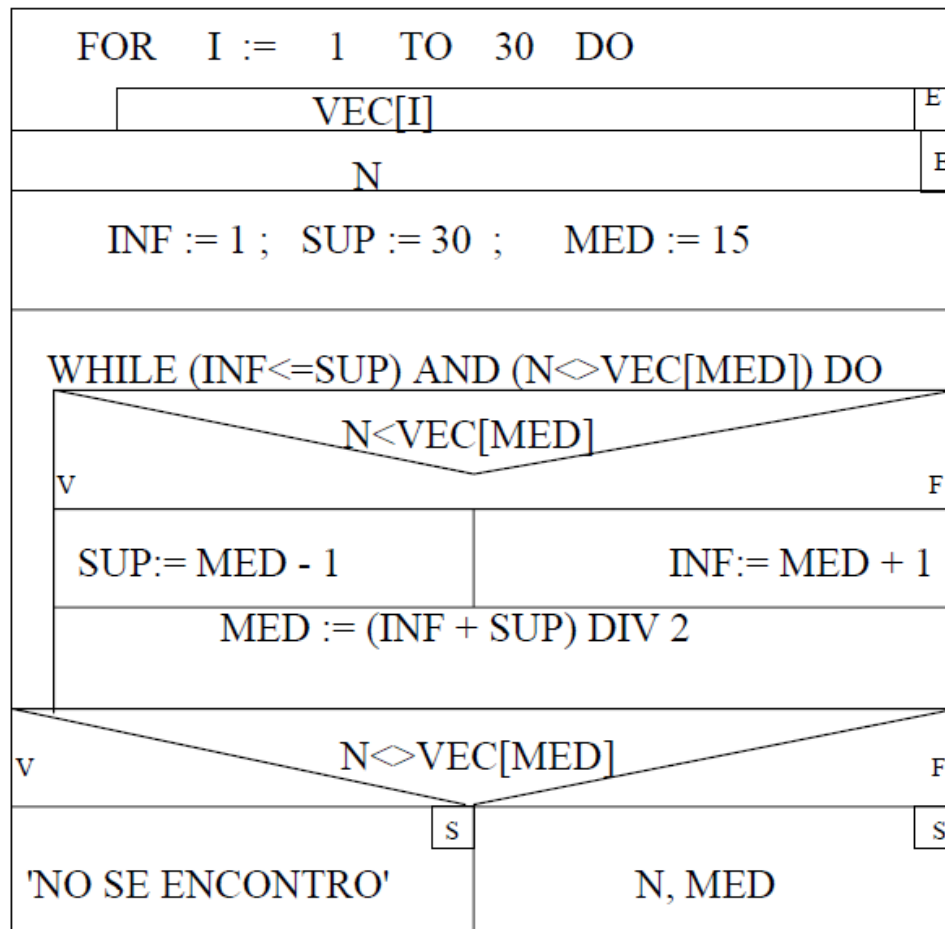 FOR I := 1 TO 30 DO
VEC[I] E
N E
INF := 1 ; SUP := 30 ; MED := 15
WHILE (INF<=SUP) AND (N<>VEC[MED]) DO
N<VEC[MED]
V F
SUP:= MED - 1 INF:= MED + 1
MED := (INF + SUP) DIV 2
N<>VEC[MED]
V F
S S
'NO SE ENCONTRO' N, MED